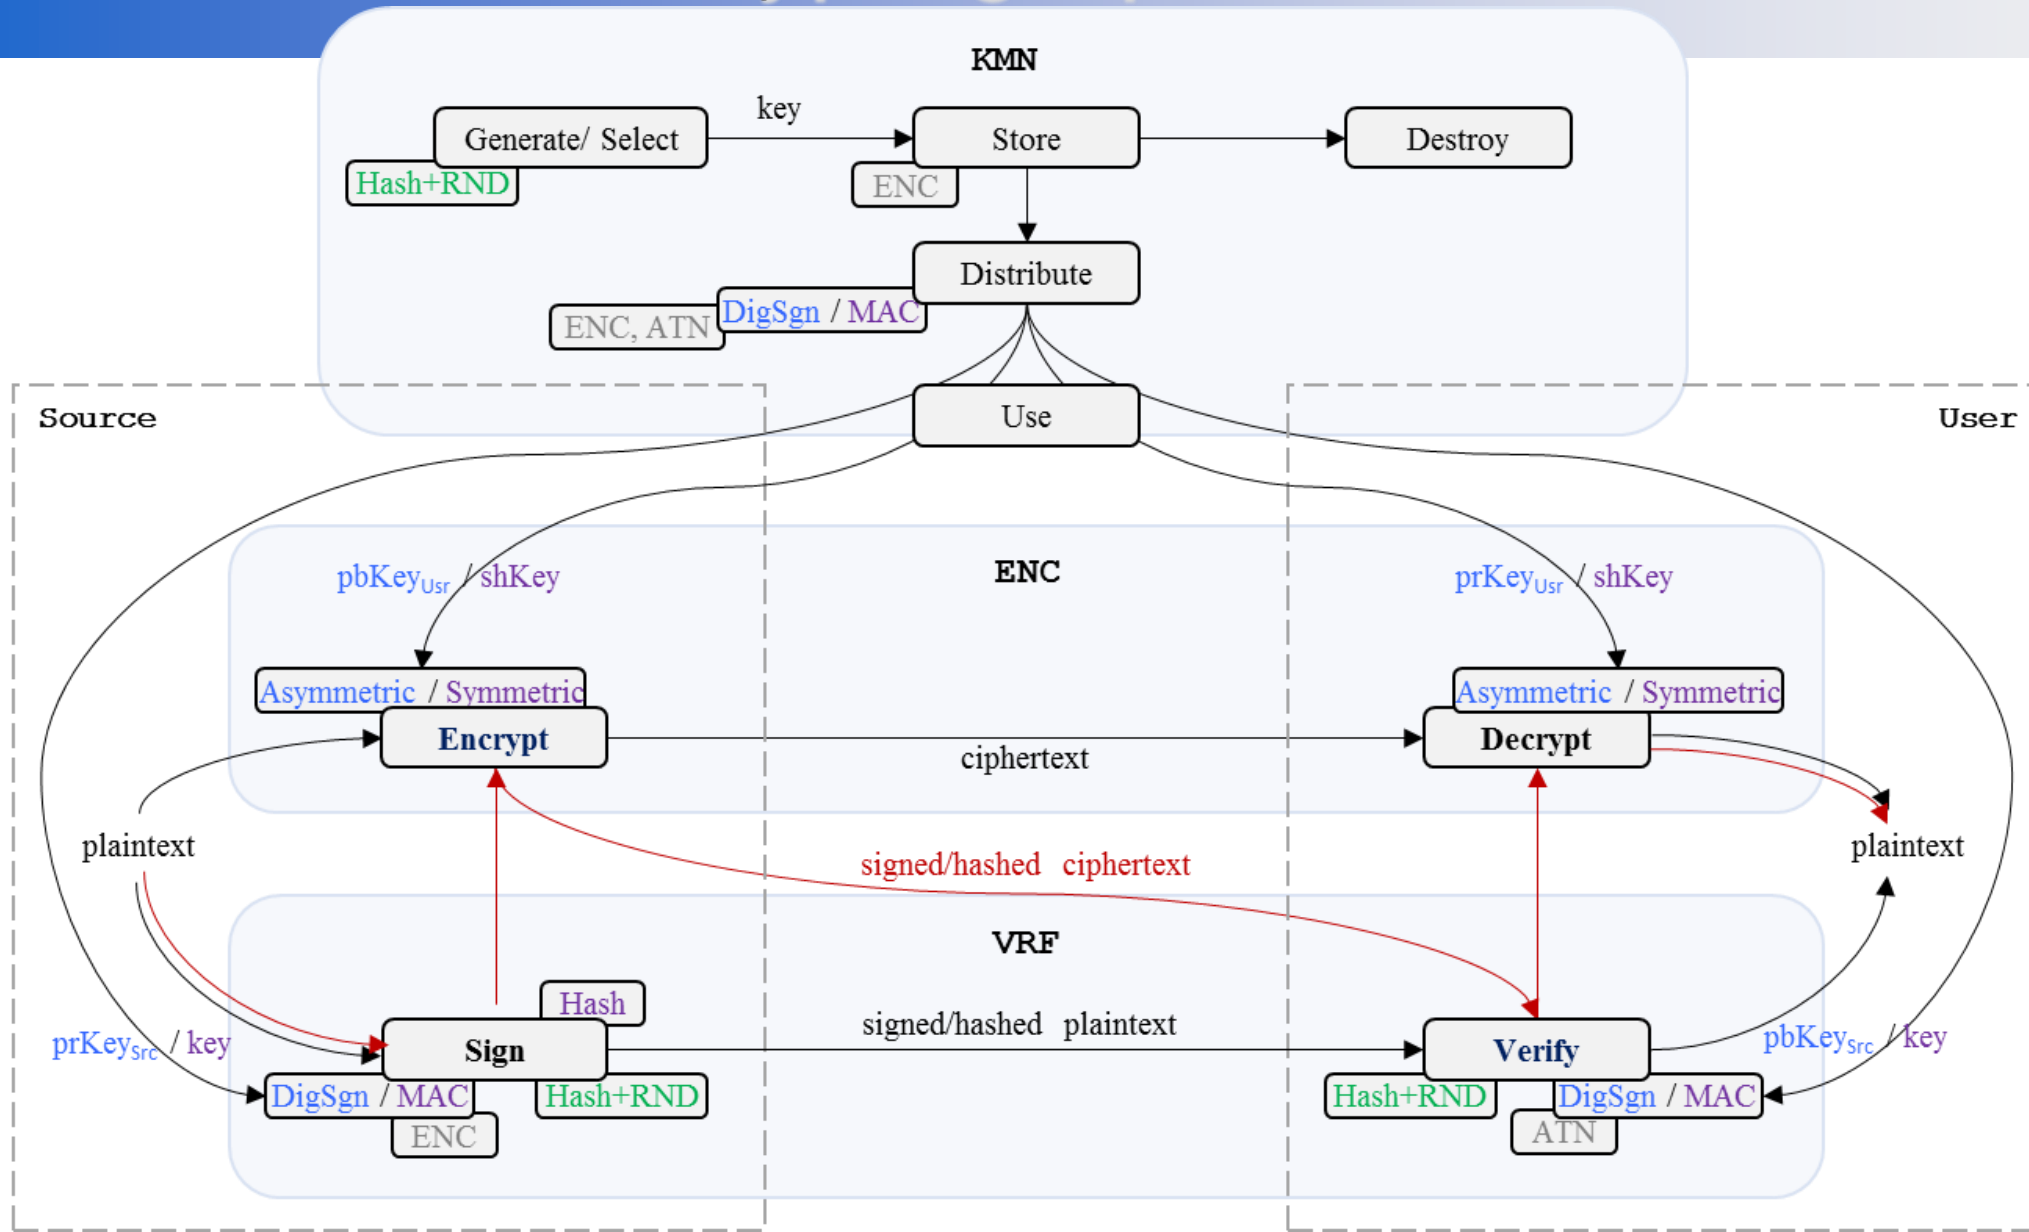 KMN
key
Generate/ Select
Store
Destroy
Hash+RND
ENC
Distribute
DigSgn / MAC
ENC, ATN
Source
Use
User
pbKeyUsr / shKey
ENC
prKeyUsr / shKey
Asymmetric / Symmetric
Asymmetric / Symmetric
Encrypt
Decrypt
ciphertext
plaintext
plaintext
signed/hashed ciphertext
VRF
Hash
signed/hashed plaintext
prKeySrc / key
Sign
Verify
pbKeySrc / key
DigSgn / MAC
Hash+RND
Hash+RND
DigSgn / MAC
ENC
ATN